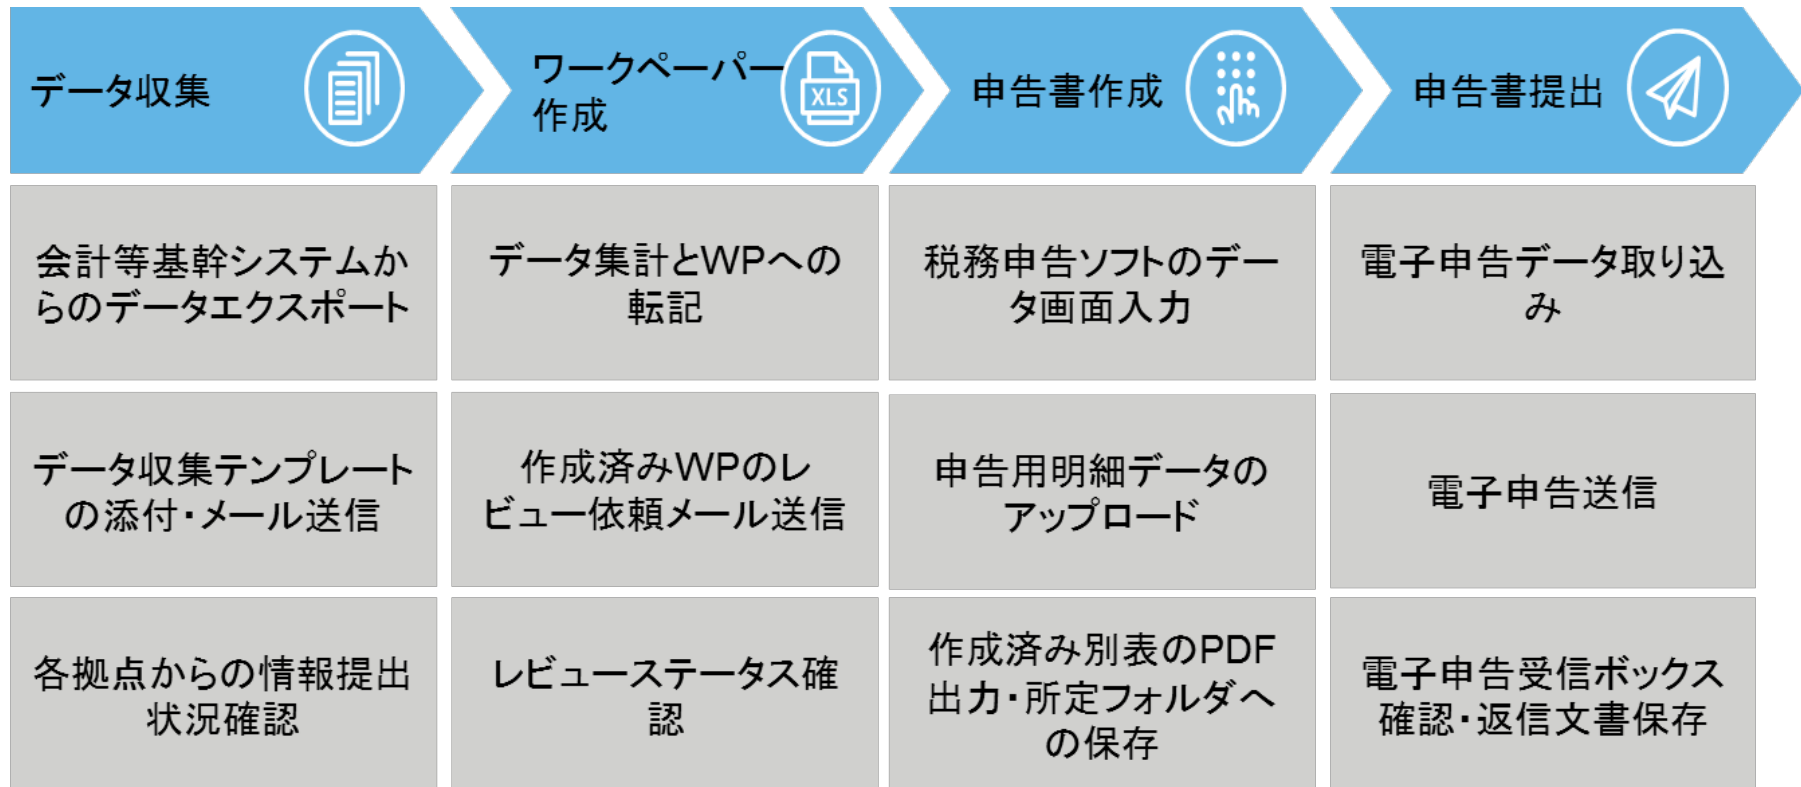 データ収集
ワークペーパー
作成
XLS
申告書作成
申告書提出
会計等基幹システムか
らのデータエクスポート
データ集計とWPへの
転記
税務申告ソフトのデー
タ画面入力
電子申告データ取り込
み
データ収集テンプレート
の添付・メール送信
作成済みWPのレ
ビュー依頼メール送信
申告用明細データの
アップロード
電子申告送信
各拠点からの情報提出
状況確認
レビューステータス確
認
作成済み別表のPDF
出力・所定フォルダへ
の保存
電子申告受信ボックス
確認・返信文書保存